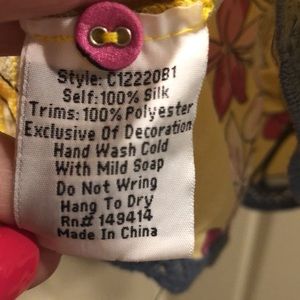 Style: C12220B1
Self:100% Silk
Trims:100% Polyester
Exclusive Of Decoration
Hand Wash Cold
With Mild Soap
Do Not Wring
Hang To Dry
Rn# 149414
Made In China